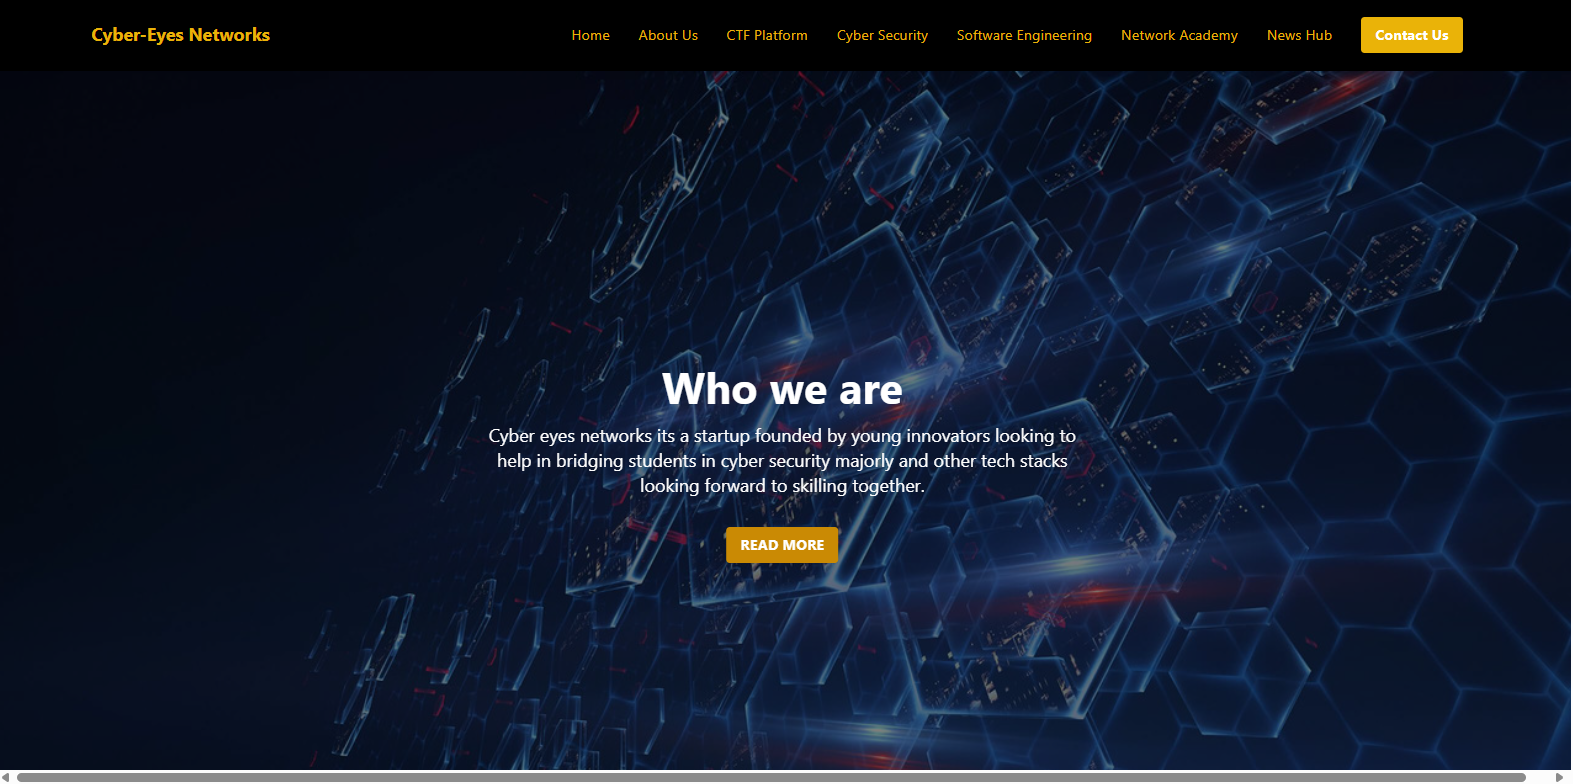 Cyber-Eyes Networks
Home About Us CTF Platform Cyber Security Software Engineering Network Academy News Hub Contact Us
Who we are
Cyber eyes networks its a startup founded by young innovators looking to
help in bridging students in cyber security majorly and other tech stacks
looking forward to skilling together.
READ MORE